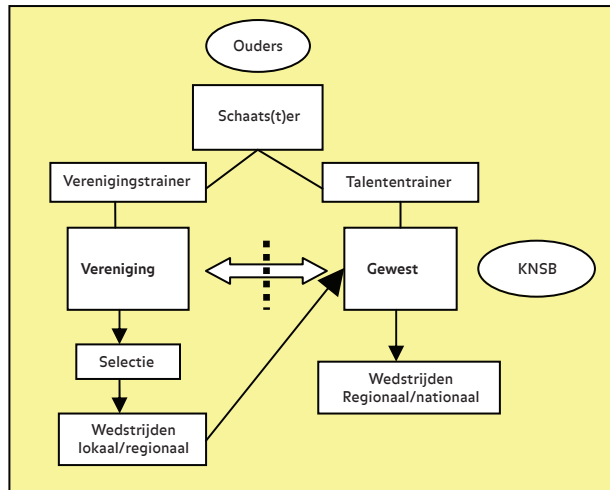 Ouders
Schaats(t)er
Verenigingstrainer
Talententrainer
Vereniging
Gewest
KNSB
Selectie
Wedstrijden
Regionaal/nationaal
Wedstrijden
lokaal/regionaal